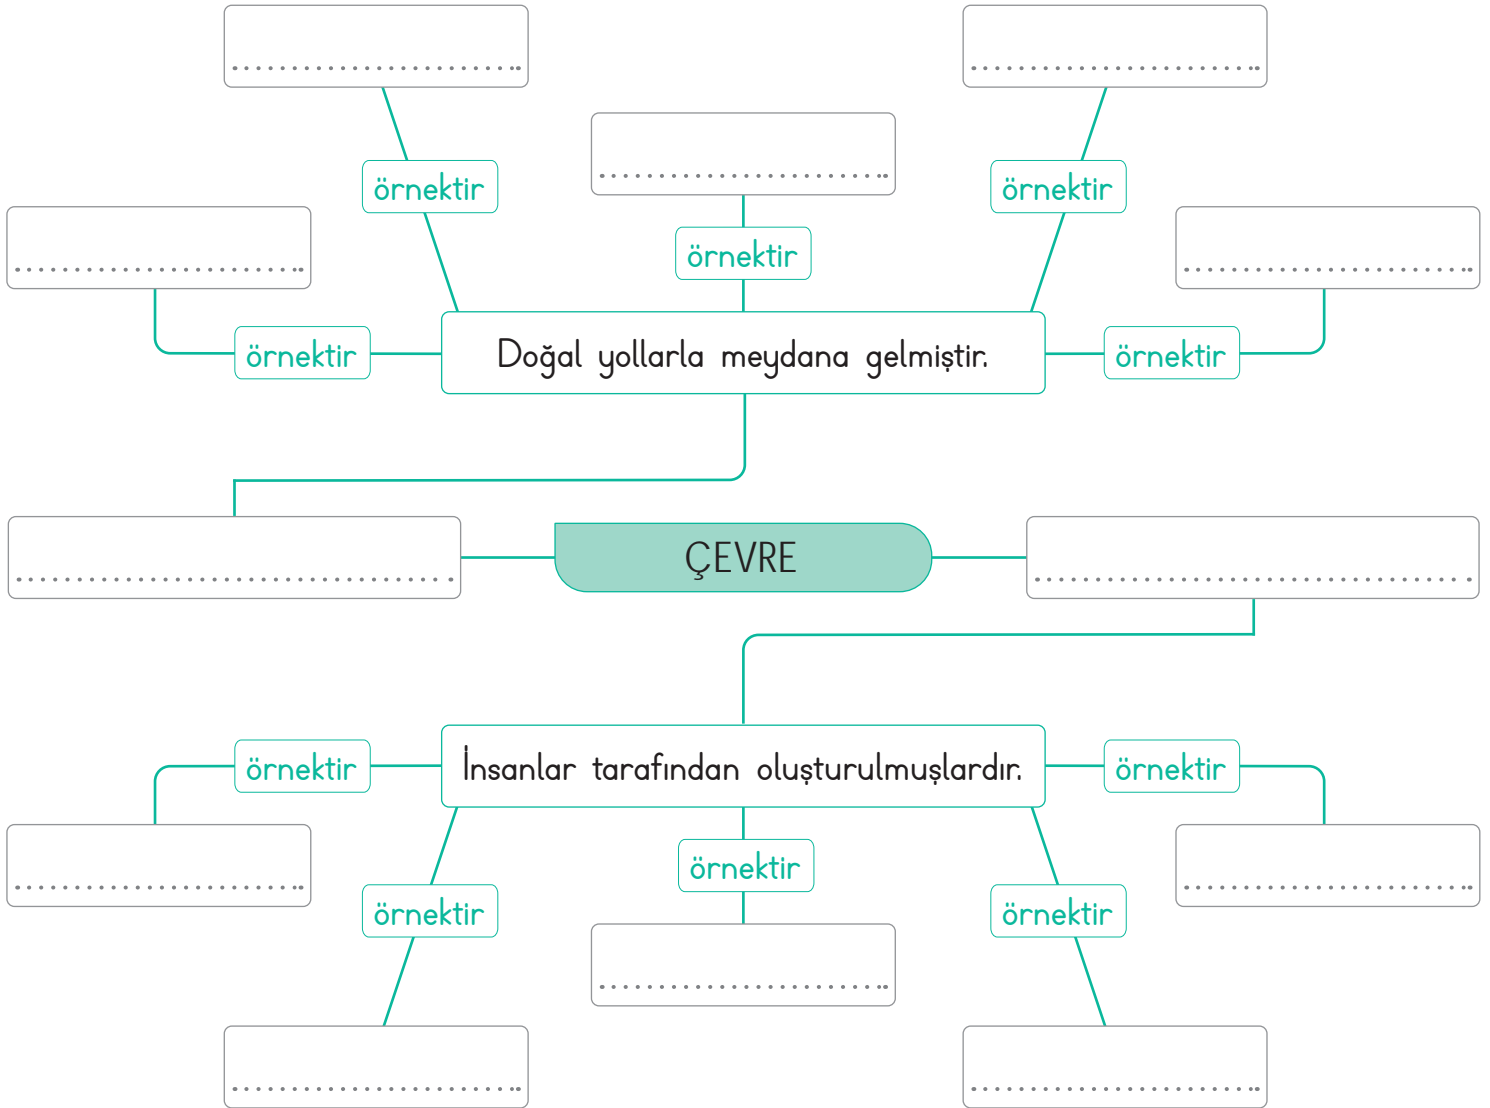 örnektir
örnektir
örnektir
örnektir
Doğal yollarla meydana gelmiştir.
örnektir
ÇEVRE
örnektir
İnsanlar tarafından oluşturulmuşlardır.
örnektir
örnektir
örnektir
örnektir